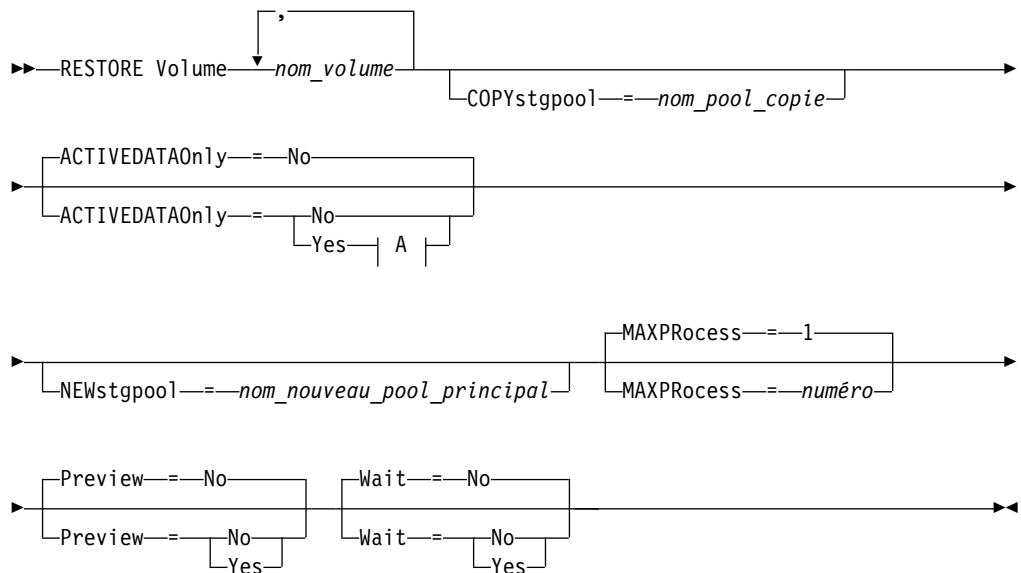 ,
RESTORE Volume nom_volume
COPYstgpool = nom_pool_copie
ACTIVEDATAOnly = No
ACTIVEDATAOnly = No
Yes A
MAXPRocess = 1
NEWstgpool = nom_nouveau_pool_principal MAXPRocess = numéro
Preview = No Wait = No
Preview = No Wait = No
Yes Yes